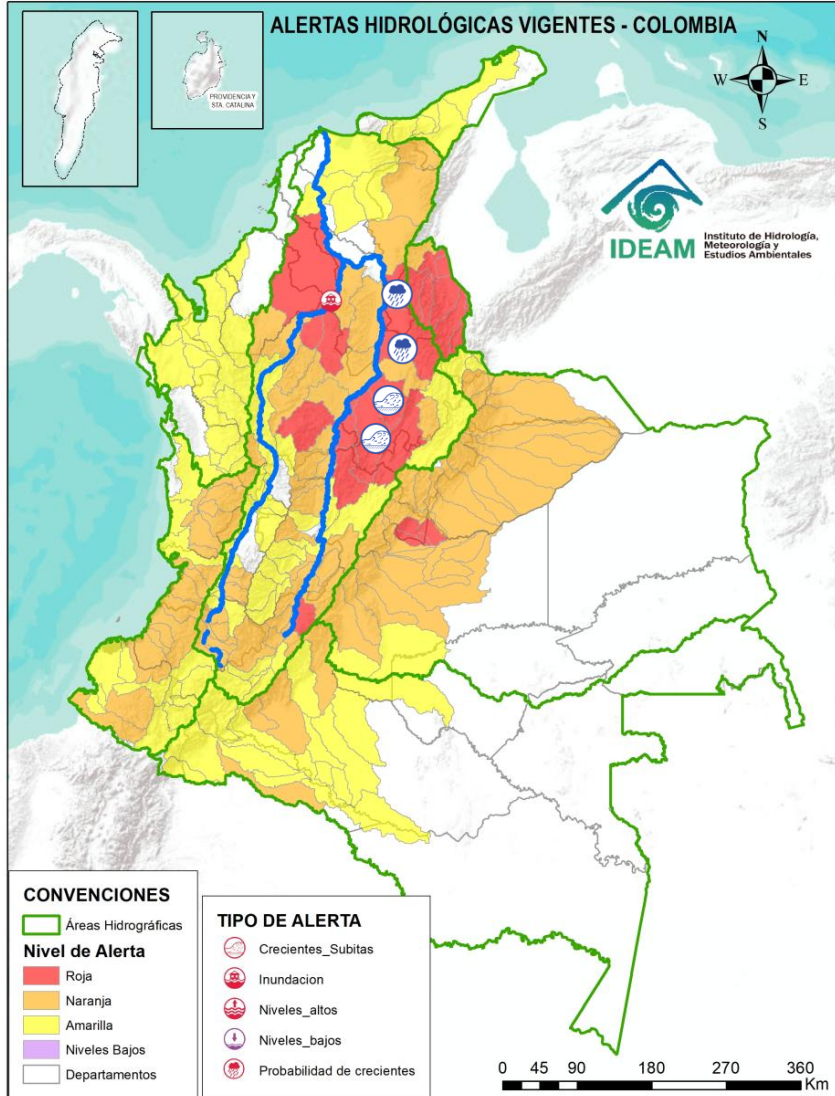 ALERTAS HIDROLÓGICAS VIGENTES - COLOMBIA
PROVIDENCIA Y
STA. CATALINA
N
W
E
S
IDEAM
Instituto de Hidrología,
Meteorología y
Estudios Ambientales
CONVENCIONES
Áreas Hidrográficas
Nivel de Alerta
Roja
Naranja
Amarilla
Niveles Bajos
Departamentos
TIPO DE ALERTA
Crecientes_Subitas
Inundacion
Niveles_altos
Niveles_bajos
Probabilidad de crecientes
0 45 90 180 270 360
Km